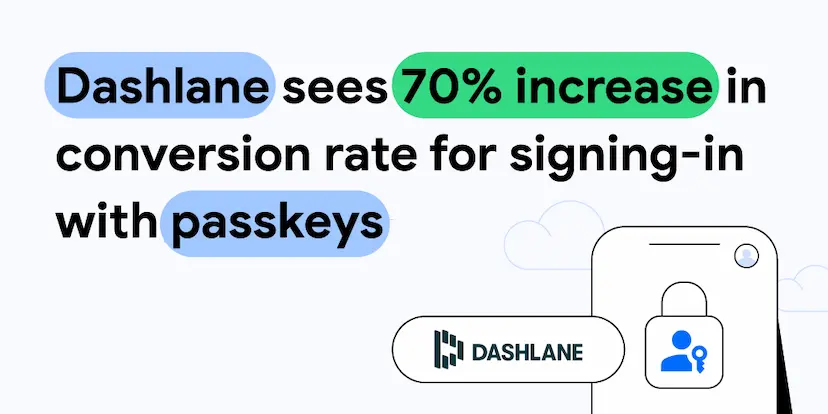 Dashlane sees 70% increase in
conversion rate for signing-in
with passkeys
DASHLANE